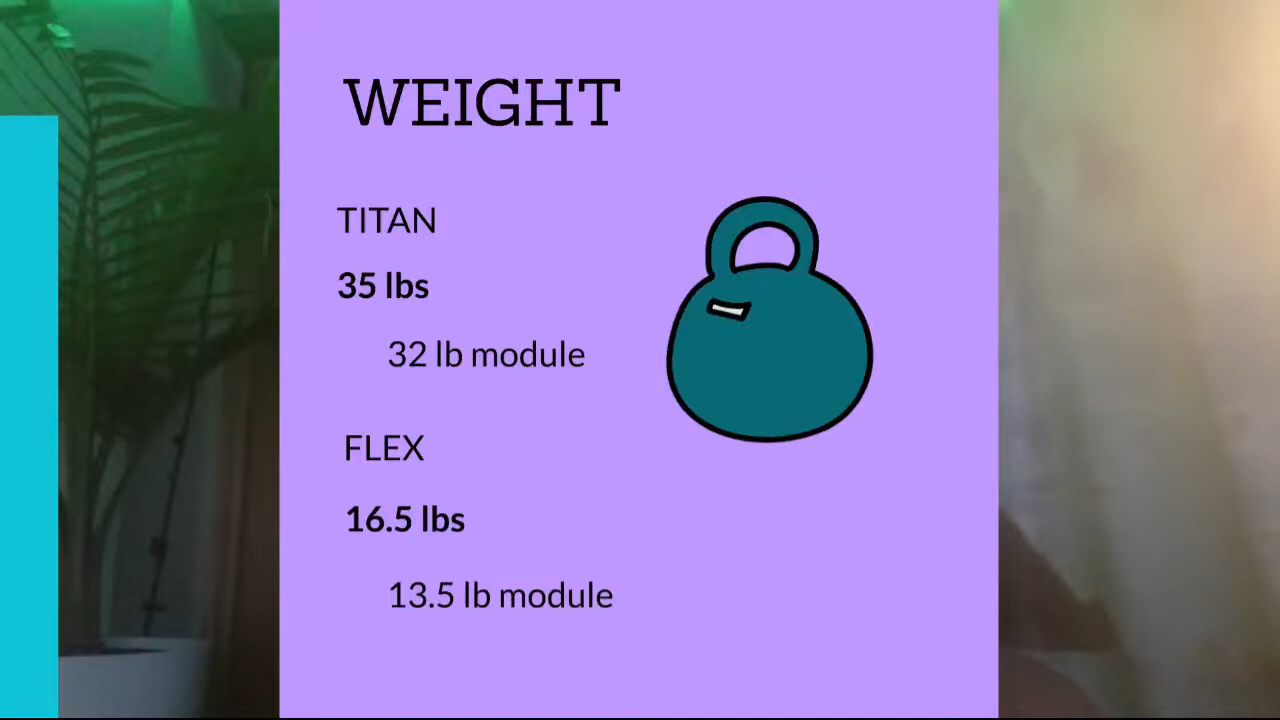 WEIGHT
TITAN
35 lbs
32 lb module
FLEX
16.5 lbs
13.5 lb module